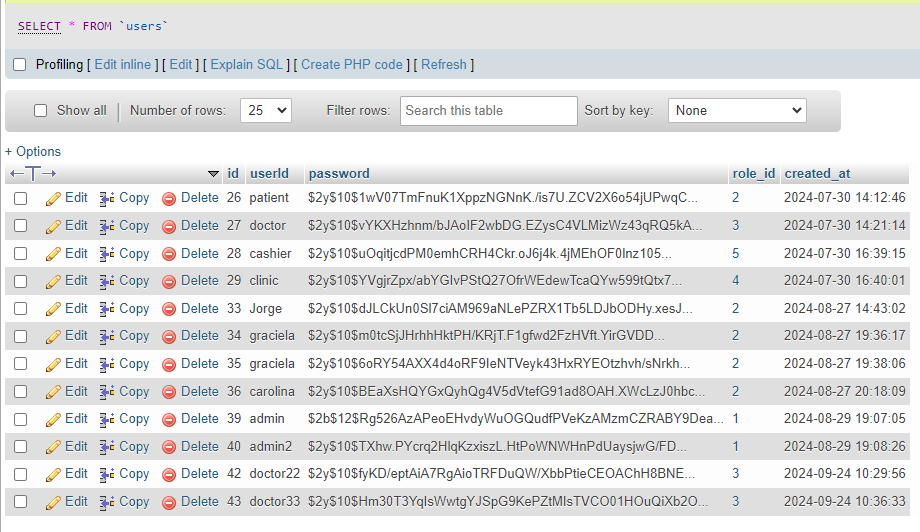 SELECT * FROM `users`
Profiling [ Edit inline ] [ Edit ] [ Explain SQL ] [ Create PHP code ] [ Refresh ]
Show all | Number of rows: 25 Filter rows: Search this table Sort by key: None
+ Options
←T→ id userId password role_id created_at
Edit Copy Delete 26 patient $2y$10$1wV07TmFnuK1XppzNGNnK./is7U.ZCV2X6o54jUPwqC... 2 2024-07-30 14:12:46
Edit Copy Delete 27 doctor $2y$10$vYKXHzhnm/bJAoIF2wbDG.EZysC4VLMizWz43qRQ5kA... 3 2024-07-30 14:21:14
Edit Copy Delete 28 cashier $2y$10$uOqitjcdPM0emhCRH4Ckr.oJ6j4k.4jMEhOF0Inz105... 5 2024-07-30 16:39:15
Edit Copy Delete 29 clinic $2y$10$YVgjrZpx/abYGIvPStQ27OfrWEdewTcaQYw599tQtx7... 4 2024-07-30 16:40:01
Edit Copy Delete 33 Jorge $2y$10$dJLCkUn0Sl7ciAM969aNLePZRX1Tb5LDJbODHy.xesJ... 2 2024-08-27 14:43:02
Edit Copy Delete 34 graciela $2y$10$m0tcSjJHrhhHktPH/KRjT.F1gfwd2FzHVft.YirGVDD... 2 2024-08-27 19:36:17
Edit Copy Delete 35 graciela $2y$10$6oRY54AXX4d4oRF9IeNTVeyk43HxRYEOtzhvh/sNrkh... 2 2024-08-27 19:38:06
Edit Copy Delete 36 carolina $2y$10$BEaXsHQYGxQyhQg4V5dVtefG91ad8OAH.XWcLzJ0hbc... 2 2024-08-27 20:18:09
Edit Copy Delete 39 admin $2b$12$Rg526AzAPeoEHvdyWuOGQudfPVeKzAMzmCZRABY9Dea... 1 2024-08-29 19:07:05
Edit Copy Delete 40 admin2 $2y$10$TXhw.PYcrq2HlqKzxiszL.HtPoWNWHnPdUaysjwG/FD... 1 2024-08-29 19:08:26
Edit Copy Delete 42 doctor22 $2y$10$fyKD/eptAiA7RgAioTRFDuQW/XbbPtieCEOAChH8BNE... 3 2024-09-24 10:29:56
Edit Copy Delete 43 doctor33 $2y$10$Hm30T3YqIsWwtgYJSpG9KePZtMIsTVCO01HOuQiXb2O... 3 2024-09-24 10:36:33